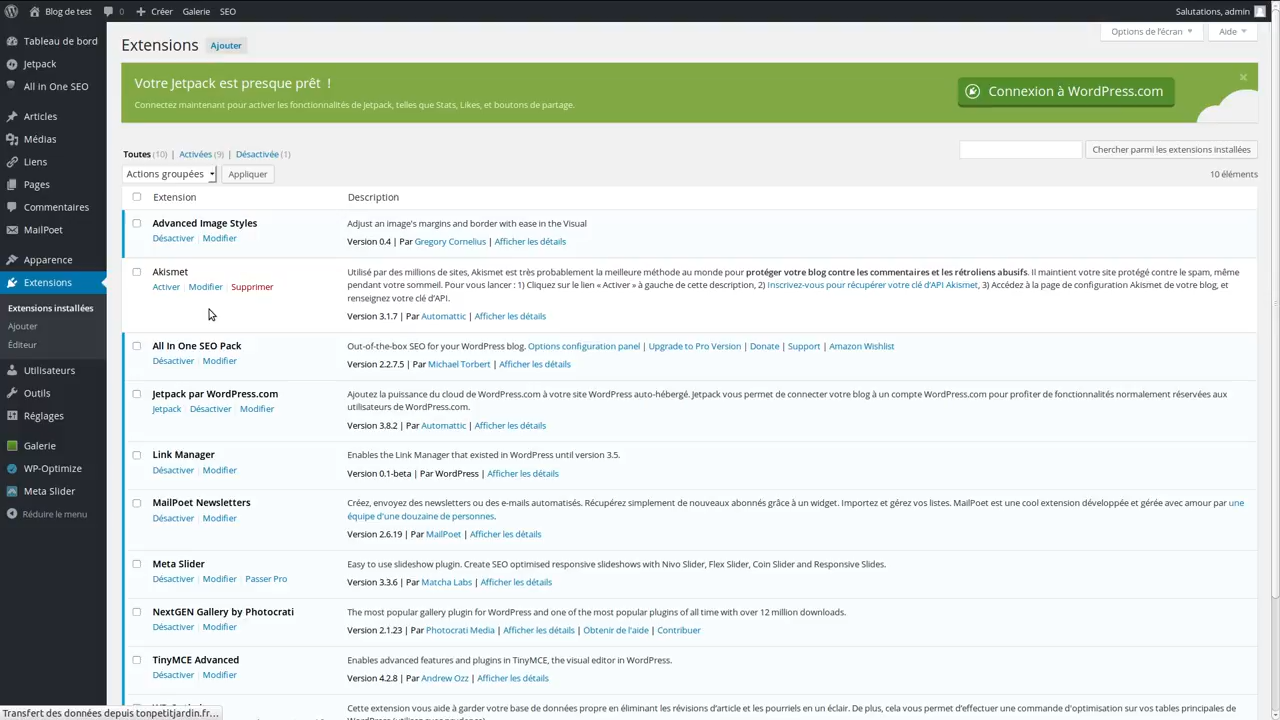 Blog de test
0
Créer
Galerie
SEO
Salutations, admin
Tableau de bord
Jetpack
All in One SEO
Articles
Médias
Liens
Pages
Commentaires
MailPoet
Apparence
Extensions
Extensions installées
Ajouter
Éditeur
Utilisateurs
Outils
Réglages
Galerie
WP-Optimize
Meta Slider
Réduire le menu
Options de l'écran
Aide
Extensions Ajouter
Votre Jetpack est presque prêt !
Connectez maintenant pour activer les fonctionnalités de Jetpack, telles que Stats, Likes, et boutons de partage.
Connexion à WordPress.com
Toutes (10) | Activées (9) | Désactivée (1)
Chercher parmi les extensions installées
Actions groupées
Appliquer
10 éléments
Extension
Description
Advanced Image Styles
Désactiver | Modifier
Adjust an image's margins and border with ease in the Visual
Version 0.4 | Par Gregory Cornelius | Afficher les détails
Akismet
Activer | Modifier | Supprimer
Utilisé par des millions de sites, Akismet est très probablement la meilleure méthode au monde pour protéger votre blog contre les commentaires et les rétroliens abusifs. Il maintient votre site protégé contre le spam, même
pendant votre sommeil. Pour vous lancer : 1) Cliquez sur le lien « Activer » à gauche de cette description, 2) Inscrivez-vous pour récupérer votre clé d'API Akismet, 3) Accédez à la page de configuration Akismet de votre blog, et
renseignez votre clé d'API.
Version 3.1.7 | Par Automattic | Afficher les détails
All In One SEO Pack
Désactiver | Modifier
Out-of-the-box SEO for your WordPress blog. Options configuration panel | Upgrade to Pro Version | Donate | Support | Amazon Wishlist
Version 2.2.7.5 | Par Michael Torbert | Afficher les détails
Jetpack par WordPress.com
Jetpack Désactiver | Modifier
Ajoutez la puissance du cloud de WordPress.com à votre site WordPress auto-hébergé. Jetpack vous permet de connecter votre blog à un compte WordPress.com pour profiter de fonctionnalités normalement réservées aux
utilisateurs de WordPress.com.
Version 3.8.2 | Par Automattic | Afficher les détails
Link Manager
Désactiver | Modifier
Enables the Link Manager that existed in WordPress until version 3.5.
Version 0.1-beta | Par WordPress | Afficher les détails
MailPoet Newsletters
Désactiver | Modifier
Créez, envoyez des newsletters ou des e-mails automatisés. Récupérez simplement de nouveaux abonnés grâce à un widget. Importez et gérez vos listes. MailPoet est une cool extension développée et gérée avec amour par une
équipe d'une douzaine de personnes.
Version 2.6.19 | Par MailPoet | Afficher les détails
Meta Slider
Désactiver | Modifier | Passer Pro
Easy to use slideshow plugin. Create SEO optimised responsive slideshows with Nivo Slider, Flex Slider, Coin Slider and Responsive Slides.
Version 3.3.6 | Par Matcha Labs | Afficher les détails
NextGEN Gallery by Photocrati
Désactiver | Modifier
The most popular gallery plugin for WordPress and one of the most popular plugins of all time with over 12 million downloads.
Version 2.1.23 | Par Photocrati Media | Afficher les détails | Obtenir de l'aide | Contribuer
TinyMCE Advanced
Désactiver | Modifier
Enables advanced features and plugins in TinyMCE, the visual editor in WordPress.
Version 4.2.8 | Par Andrew Ozz | Afficher les détails
Cette extension vous aide à garder votre base de données propre en éliminant les révisions d'article et les pourriels en un éclair. De plus, cela vous permet d'effectuer une commande d'optimisation sur vos tables principales de
Transfert des données depuis tonpetitjardin.fr…